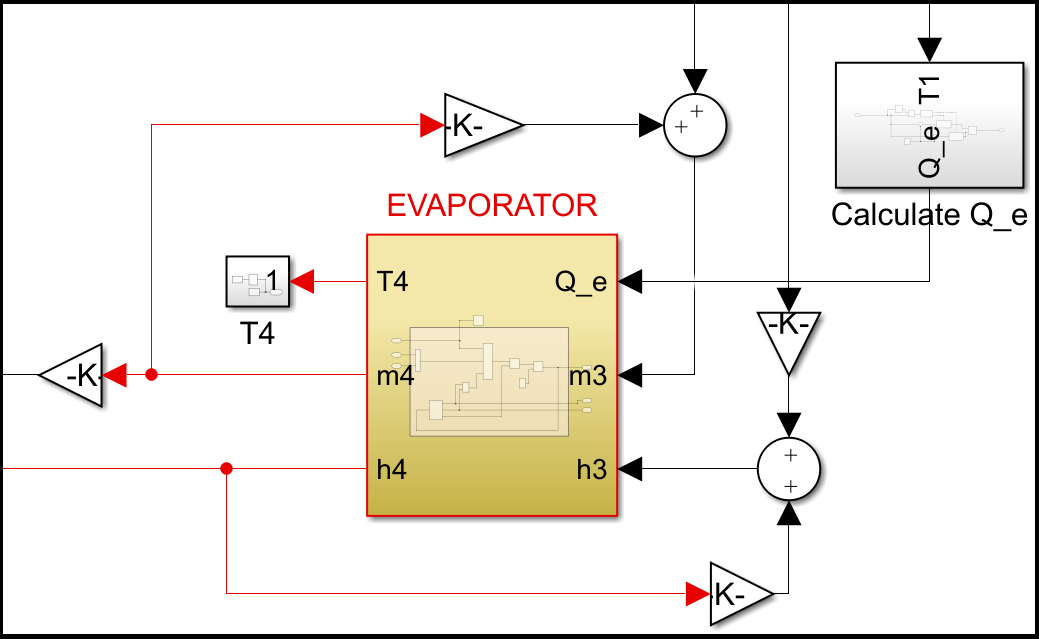 T1
+
-K-
+
Q_e
EVAPORATOR
Calculate Q_e
1
T4
Q_e
T4
-K-
-K-
m4
m3
+
h4
h3
+
-K-